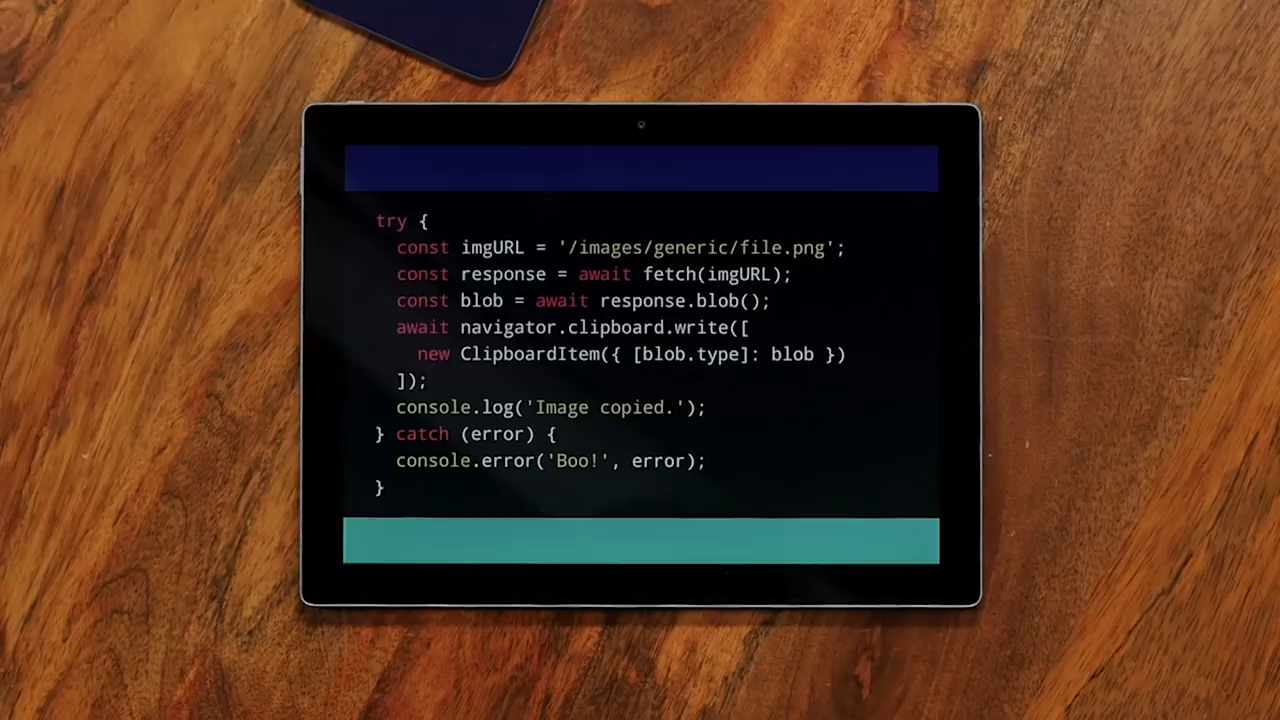 try {
  const imgURL = '/images/generic/file.png';
  const response = await fetch(imgURL);
  const blob = await response.blob();
  await navigator.clipboard.write([
    new ClipboardItem({ [blob.type]: blob })
  ]);
  console.log('Image copied.');
} catch (error) {
  console.error('Boo!', error);
}